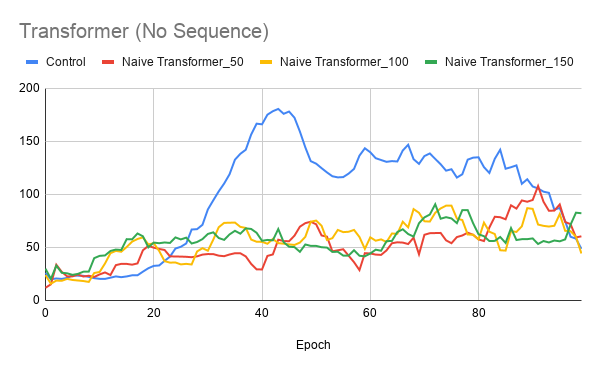 Transformer (No Sequence)
Control Naive Transformer_50 Naive Transformer_100 Naive Transformer_150
200
150
100
50
0
0 20 40 60 80
Epoch